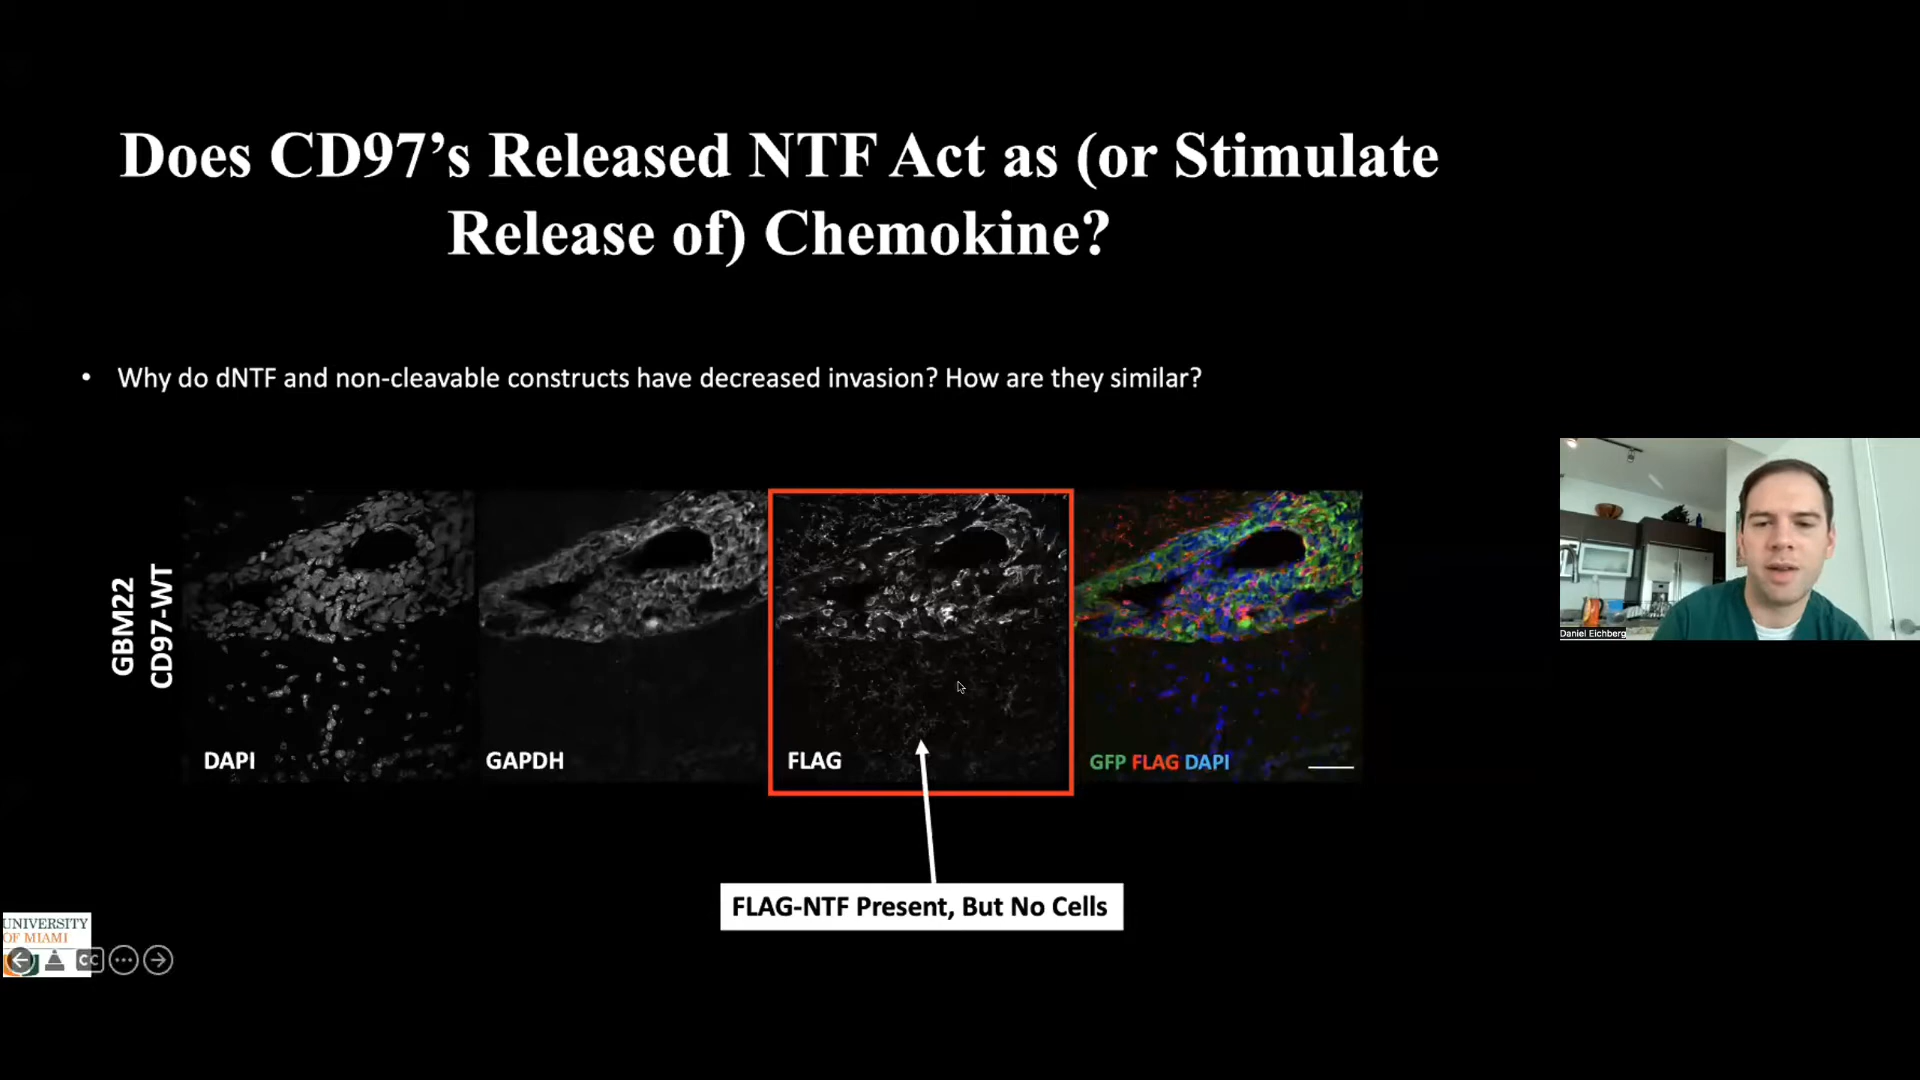 Does CD97’s Released NTF Act as (or Stimulate
Release of) Chemokine?
• Why do dNTF and non-cleavable constructs have decreased invasion? How are they similar?
GBM22
CD97-WT
DAPI
GAPDH
FLAG
GFP FLAG DAPI
FLAG-NTF Present, But No Cells
Daniel Eichberg
UNIVERSITY
OF MIAMI
CC